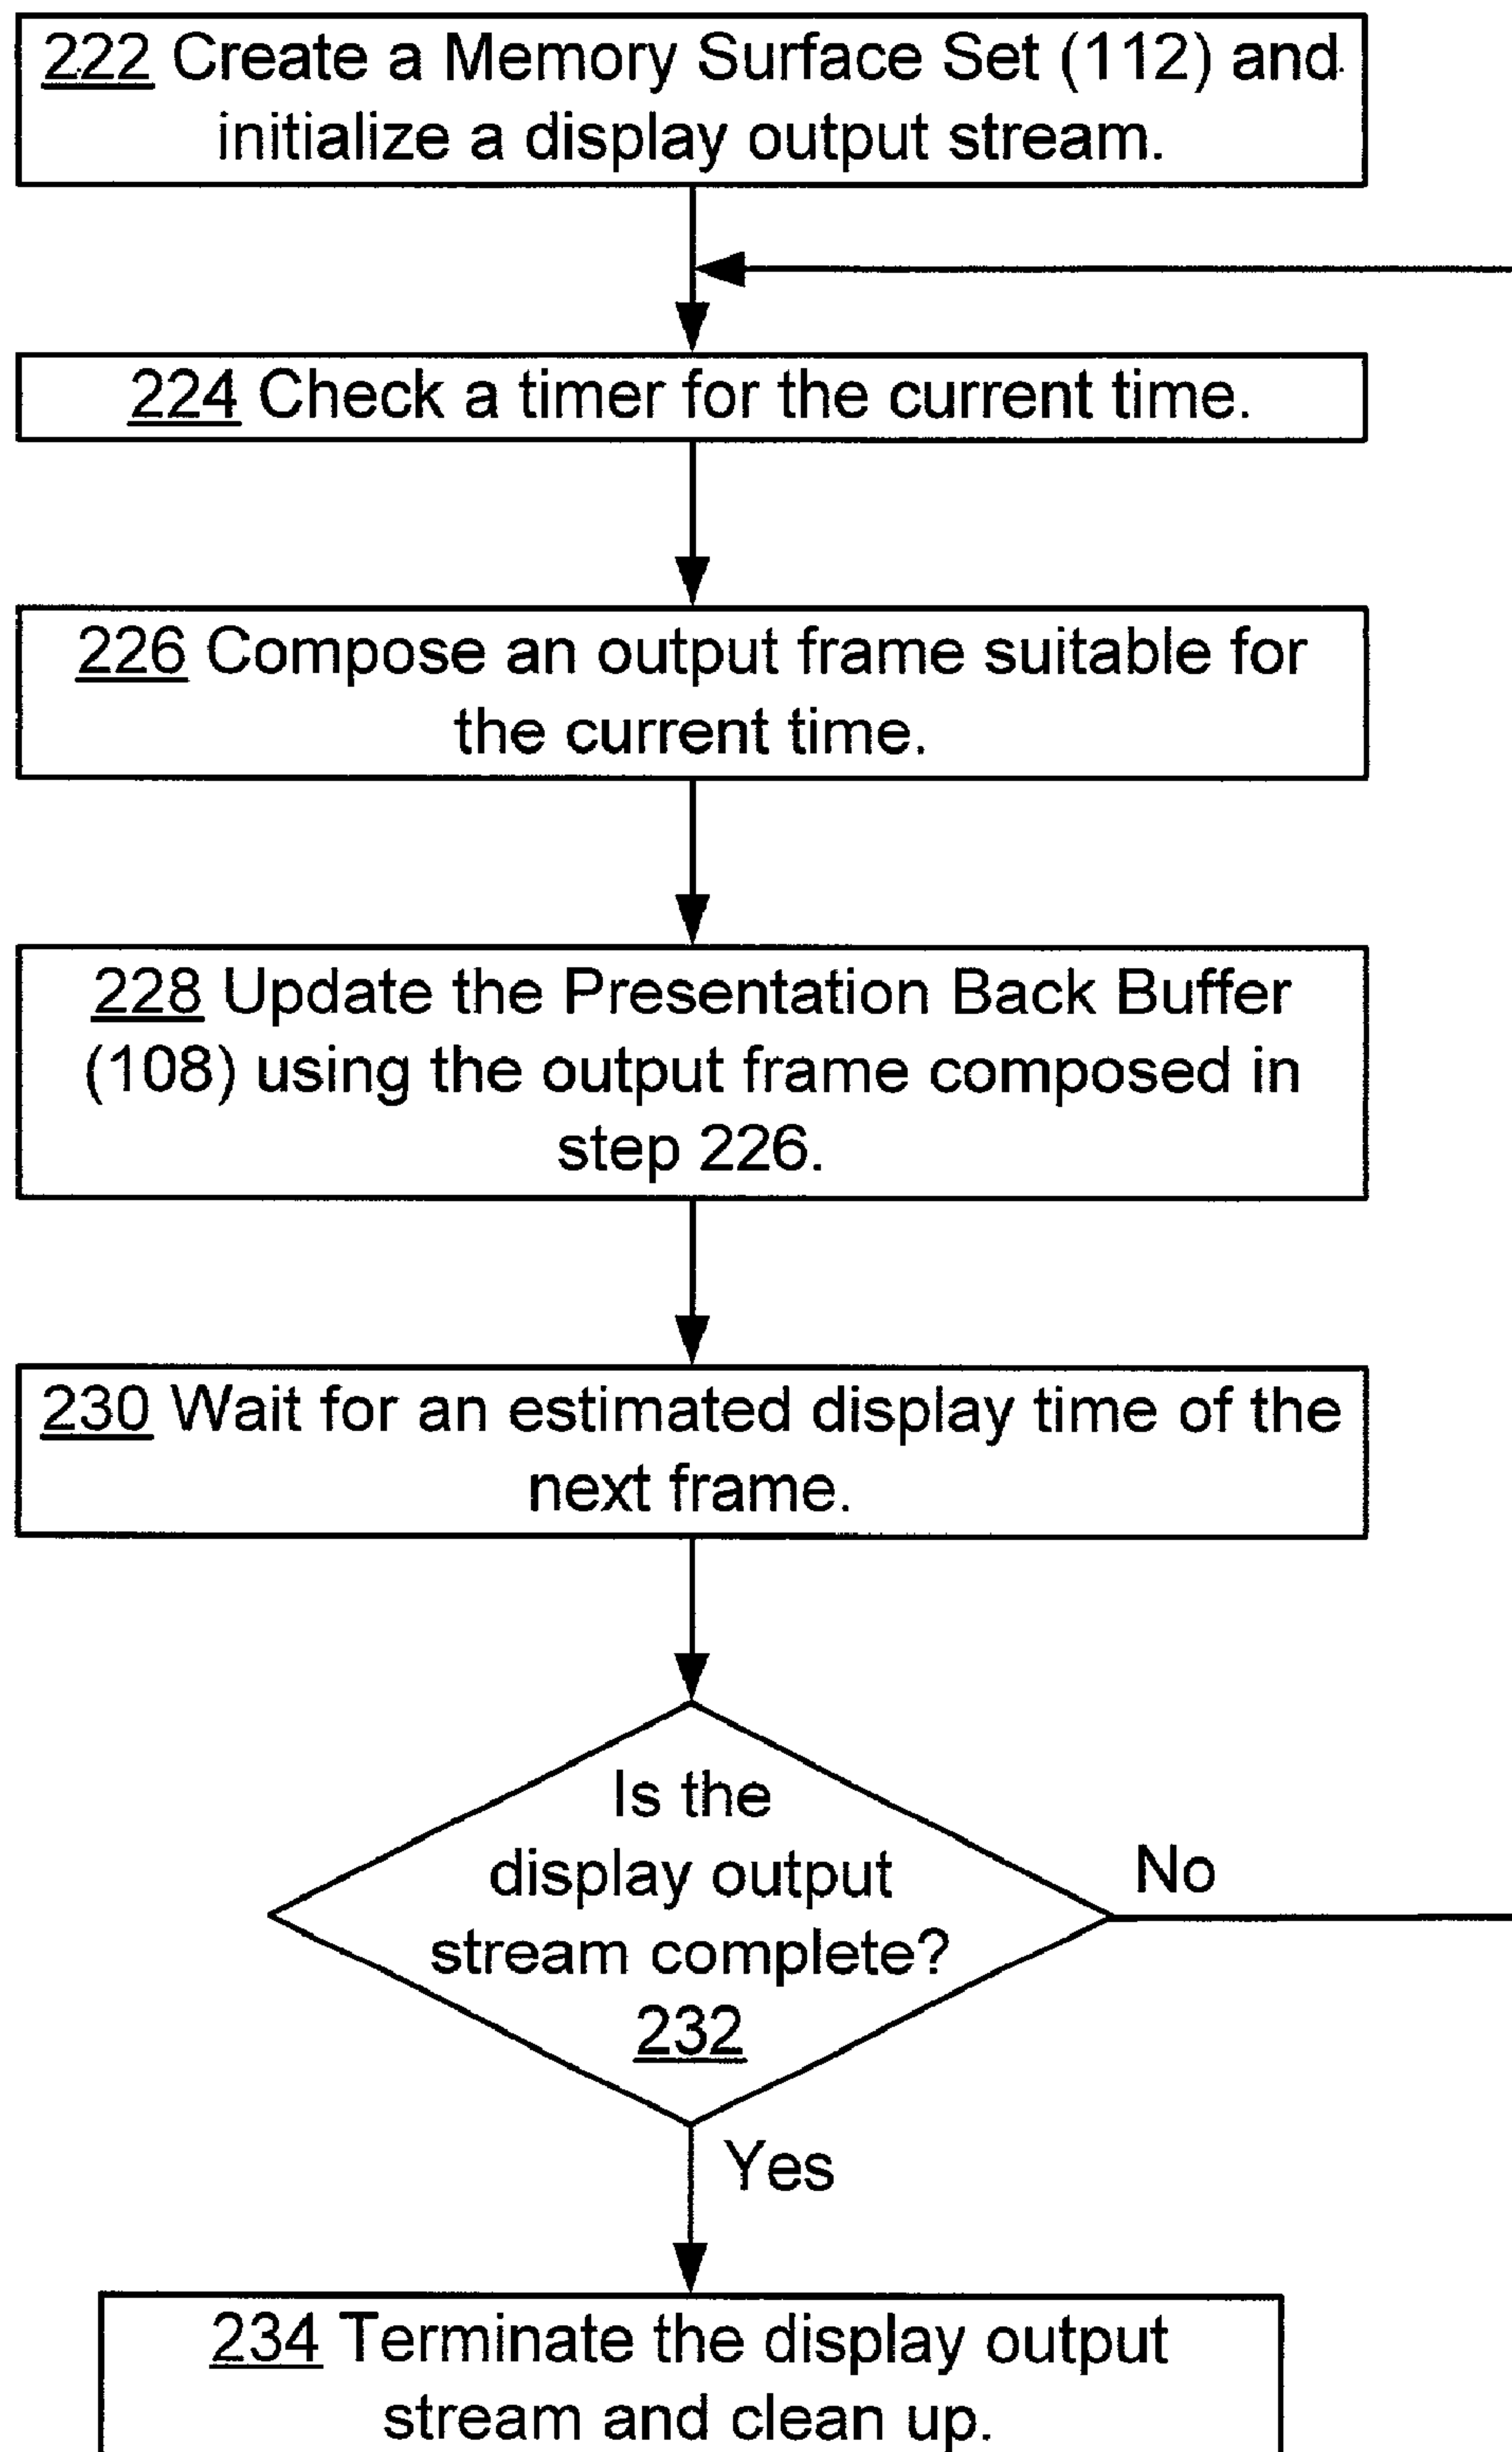 222 Create a Memory Surface Set (112) and
initialize a display output stream.
224 Check a timer for the current time.
226 Compose an output frame suitable for
the current time.
228 Update the Presentation Back Buffer
(108) using the output frame composed in
step 226.
230 Wait for an estimated display time of the
next frame.
Is the
display output
stream complete?
232
No
Yes
234 Terminate the display output
stream and clean up.